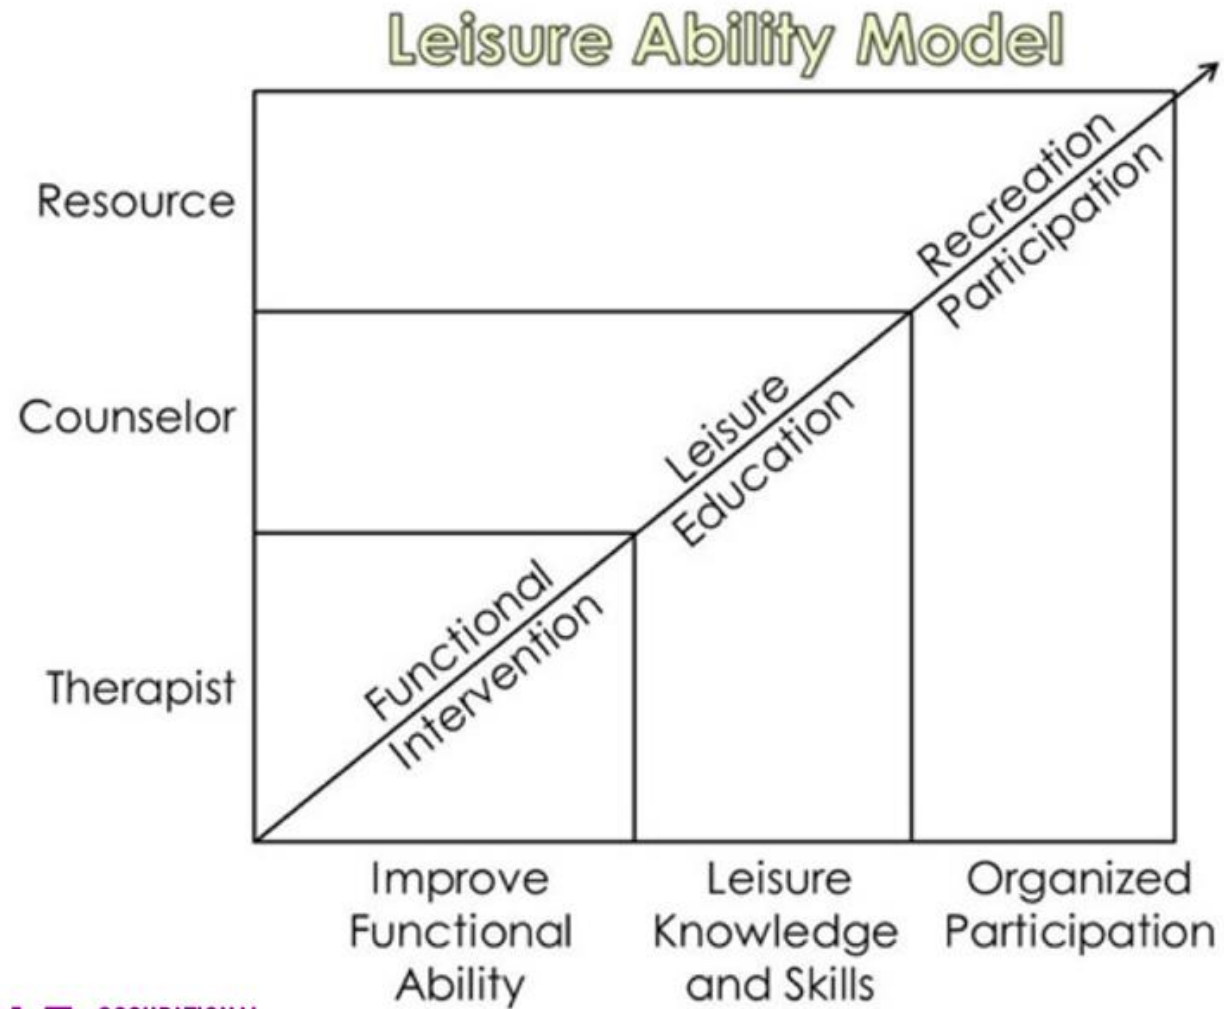 Leisure Ability Model
Resource
Recreation
Participation
Counselor
Leisure
Education
Therapist
Functional
Intervention
Improve
Functional
Ability
Leisure
Knowledge
and Skills
Organized
Participation